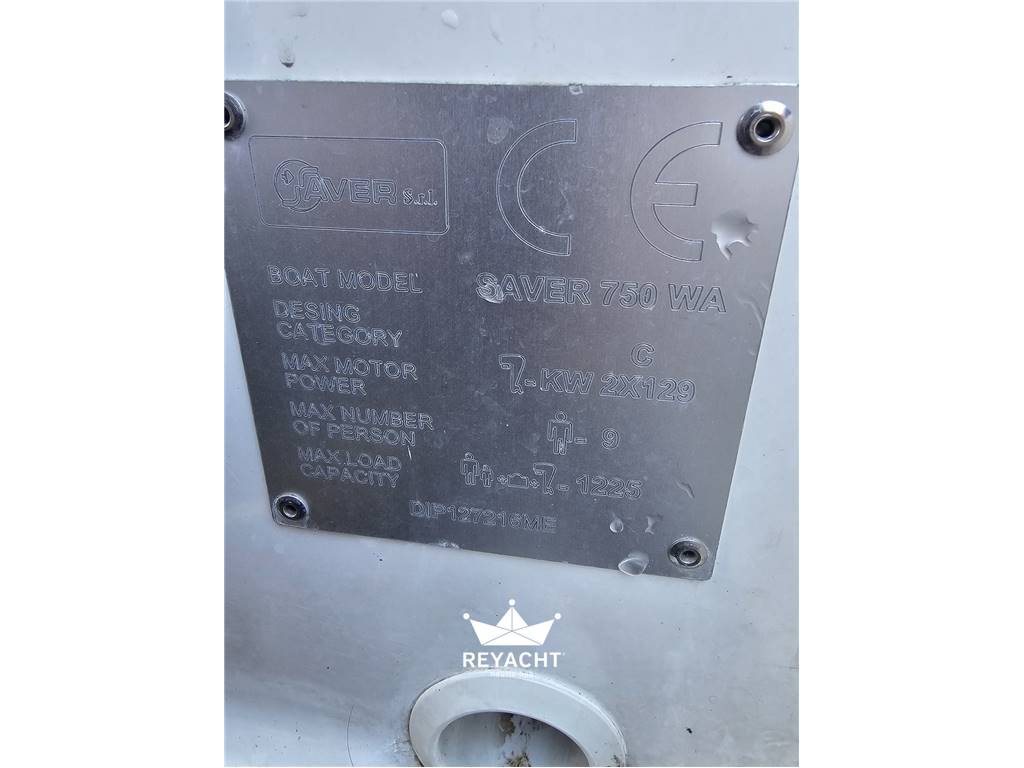 SAVER S.r.l.
CE
BOAT MODEL SAVER 750 WA
DESING
CATEGORY C
MAX MOTOR
POWER -KW 2X129
MAX NUMBER
OF PERSON - 9
MAX LOAD
CAPACITY + + - 1225
DIP127216ME
REYACHT